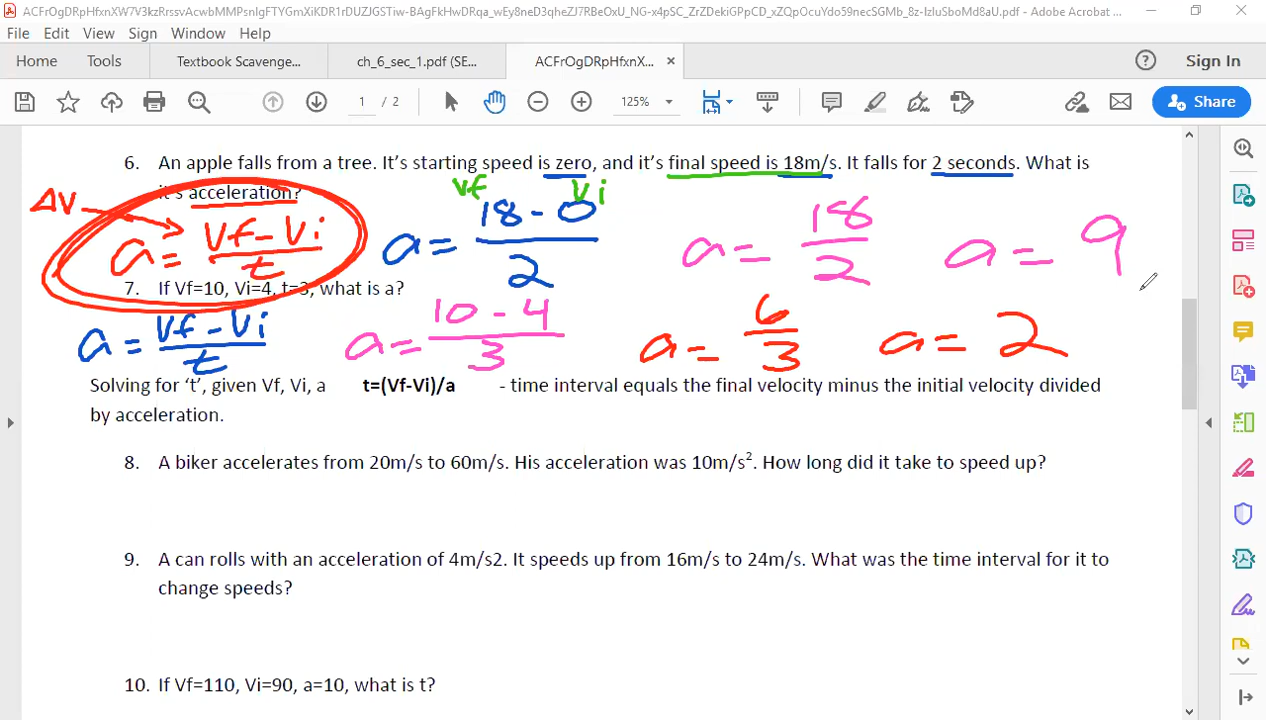 ACFrOgDRpHfxnXW7V3kzRrssvAcwbMMPsnIgFTYGmXiKDR1rDUZJGSTiw-BAgFkHwDRqa_wEy8neD3qheZJ7RBeOxU_NG-x4pSC_ZrZDekiGPpCD_xZQpOcuYdo59necSGMb_8z-IzluSboMd8aU.pdf - Adobe Acrobat ...
File Edit View Sign Window Help
Home Tools Textbook Scavenge... ch_6_sec_1.pdf (SE... ACFrOgDRpHfxnX... Sign In
1 / 2 125% Share
6. An apple falls from a tree. It's starting speed is zero, and it's final speed is 18m/s. It falls for 2 seconds. What is
it's acceleration?
Vf Vi
Δv
a = Vf - Vi / t a = 18 - 0 / 2 a = 18 / 2 a = 9
7. If Vf=10, Vi=4, t=3, what is a?
a = Vf - Vi / t a = 10 - 4 / 3 a = 6 / 3 a = 2
Solving for 't', given Vf, Vi, a t=(Vf-Vi)/a - time interval equals the final velocity minus the initial velocity divided
by acceleration.
8. A biker accelerates from 20m/s to 60m/s. His acceleration was 10m/s². How long did it take to speed up?
9. A can rolls with an acceleration of 4m/s2. It speeds up from 16m/s to 24m/s. What was the time interval for it to
change speeds?
10. If Vf=110, Vi=90, a=10, what is t?